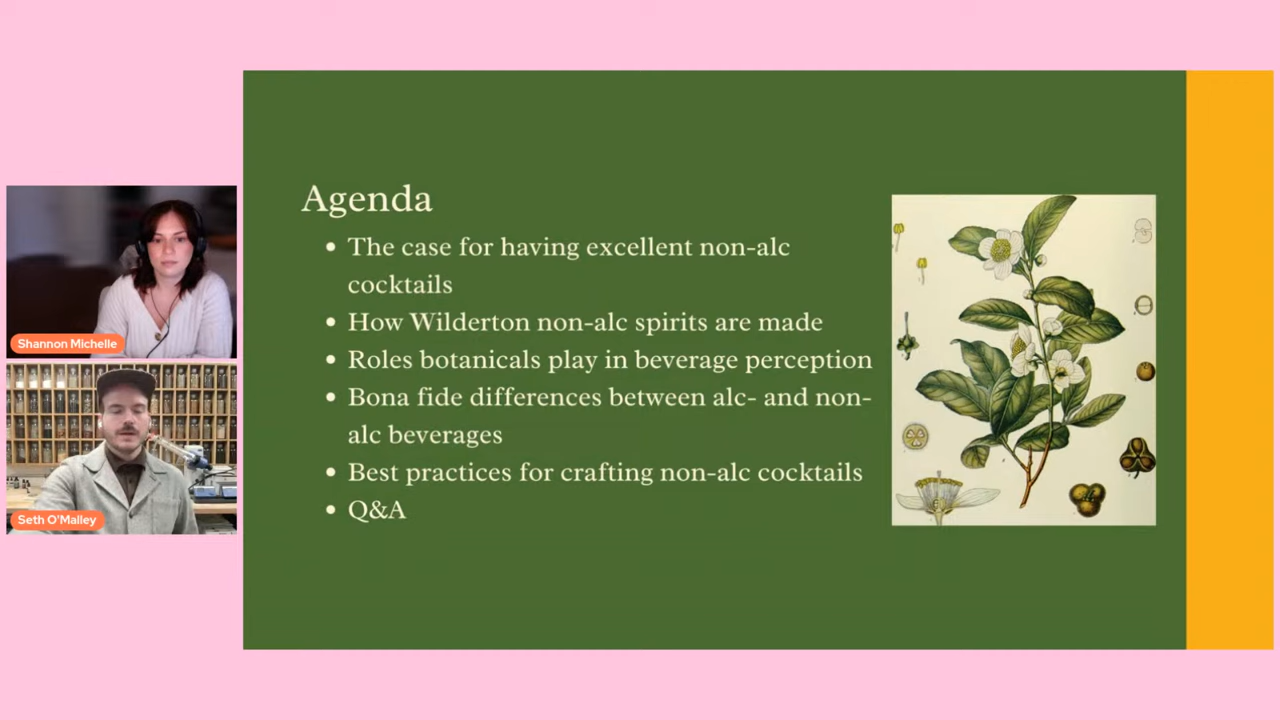 Agenda
The case for having excellent non-alc
cocktails
How Wilderton non-alc spirits are made
Roles botanicals play in beverage perception
Bona fide differences between alc- and non-
alc beverages
Best practices for crafting non-alc cocktails
Q&A
Shannon Michelle
Seth O'Malley